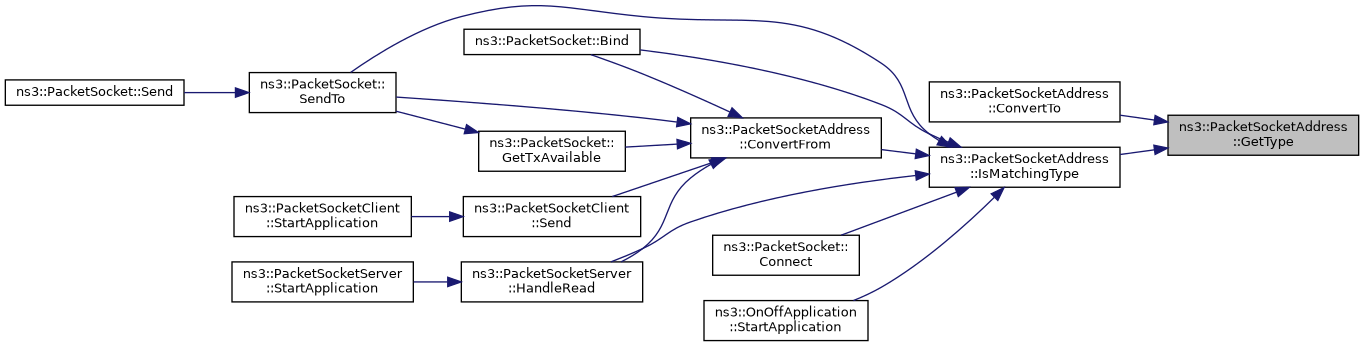 ns3::PacketSocket::Send
ns3::PacketSocket::
SendTo
ns3::PacketSocket::Bind
ns3::PacketSocket::
GetTxAvailable
ns3::PacketSocketClient
::StartApplication
ns3::PacketSocketClient
::Send
ns3::PacketSocketServer
::StartApplication
ns3::PacketSocketServer
::HandleRead
ns3::PacketSocketAddress
::ConvertFrom
ns3::PacketSocket::
Connect
ns3::OnOffApplication
::StartApplication
ns3::PacketSocketAddress
::ConvertTo
ns3::PacketSocketAddress
::IsMatchingType
ns3::PacketSocketAddress
::GetType